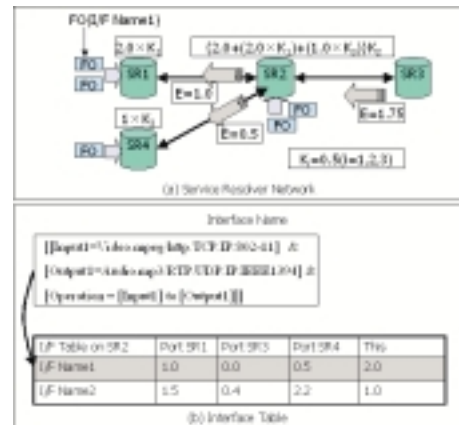 FO(I/F Name1)
2.0×K₁
{2.0+(2.0×K₁)+(1.0×K₁)}K₂
FO
FO
SR1
SR2
SR3
E=1.0
E=1.75
1×K₁
E=0.5
FO
FO
FO
SR4
Kᵢ=0.5(i=1,2,3)
(a) Service Resolver Network
Interface Name
[[Input1=Video.mpeg:http.TCP.IP.802-11] &
[Output1=Audio.mp3:RTP.UDP.IP.IEEE1394] &
[Operation = [Input1] to [Output1]]]
I/F Table on SR2 Port SR1 Port SR3 Port SR4 This
I/F Name1 1.0 0.0 0.5 2.0
I/F Name2 1.5 0.4 2.2 1.0
(b) Interface Table